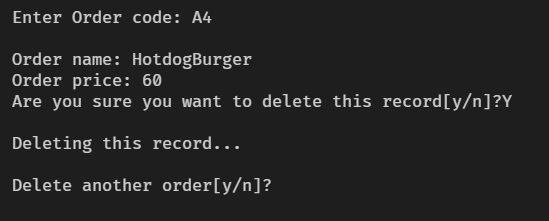 Enter Order code: A4
Order name: HotdogBurger
Order price: 60
Are you sure you want to delete this record[y/n]?Y
Deleting this record...
Delete another order[y/n]?